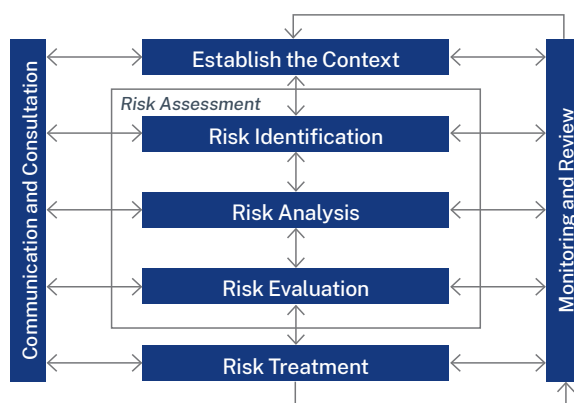 Establish the Context
Risk Assessment
Risk Identification
Risk Analysis
Risk Evaluation
Risk Treatment
Communication and Consultation
Monitoring and Review